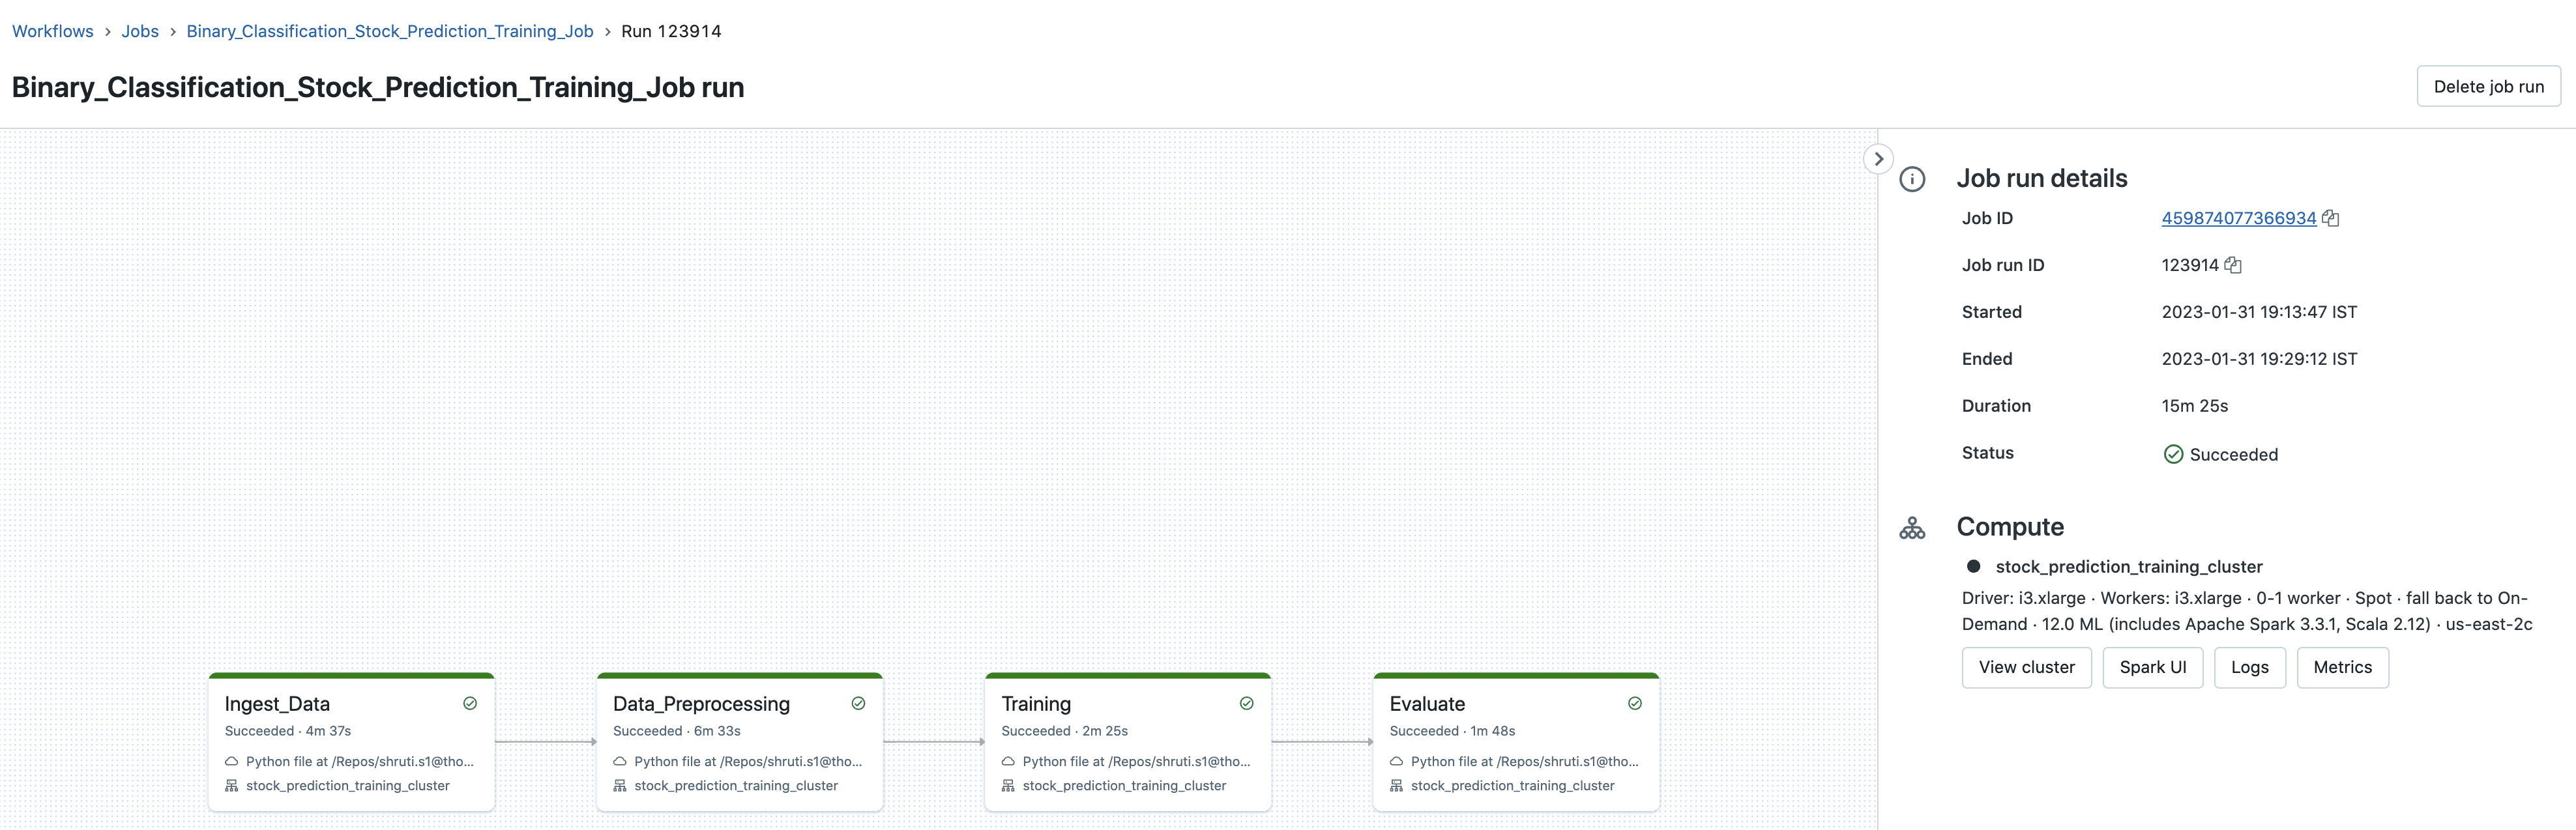 Workflows > Jobs > Binary_Classification_Stock_Prediction_Training_Job > Run 123914
Binary_Classification_Stock_Prediction_Training_Job run
Delete job run
Ingest_Data
Succeeded · 4m 37s
Python file at /Repos/shruti.s1@tho...
stock_prediction_training_cluster
Data_Preprocessing
Succeeded · 6m 33s
Python file at /Repos/shruti.s1@tho...
stock_prediction_training_cluster
Training
Succeeded · 2m 25s
Python file at /Repos/shruti.s1@tho...
stock_prediction_training_cluster
Evaluate
Succeeded · 1m 48s
Python file at /Repos/shruti.s1@tho...
stock_prediction_training_cluster
Job run details
Job ID 459874077366934
Job run ID 123914
Started 2023-01-31 19:13:47 IST
Ended 2023-01-31 19:29:12 IST
Duration 15m 25s
Status Succeeded
Compute
stock_prediction_training_cluster
Driver: i3.xlarge · Workers: i3.xlarge · 0-1 worker · Spot · fall back to On-
Demand · 12.0 ML (includes Apache Spark 3.3.1, Scala 2.12) · us-east-2c
View cluster Spark UI Logs Metrics